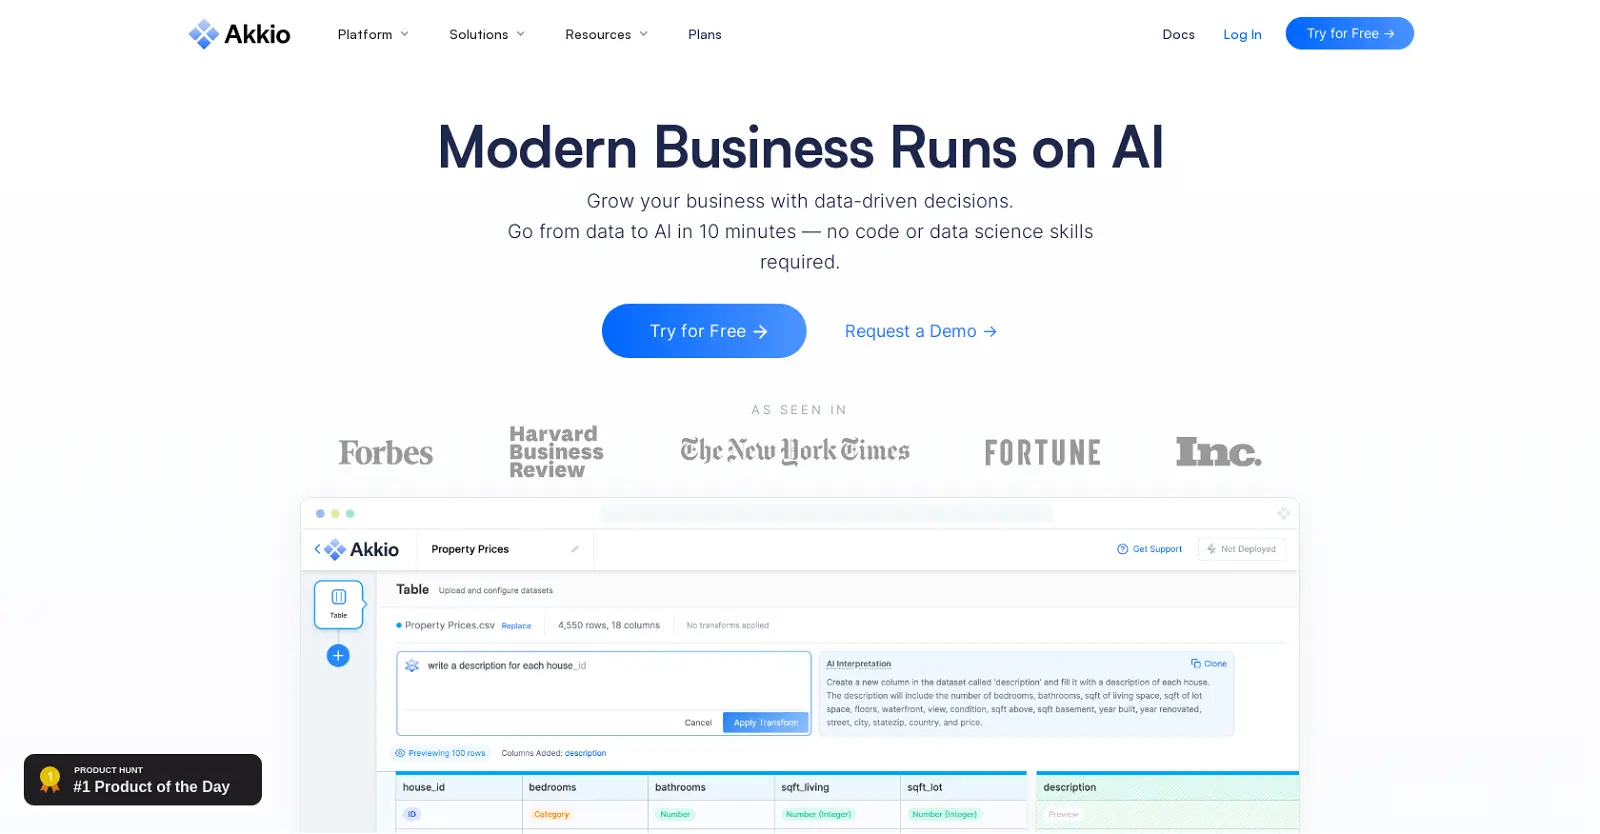 Akkio
Platform
Solutions
Resources
Plans
Docs
Log In
Try for Free →
Modern Business Runs on AI
Grow your business with data-driven decisions.
Go from data to AI in 10 minutes — no code or data science skills
required.
Try for Free →
Request a Demo →
AS SEEN IN
Forbes
Harvard
Business
Review
The New York Times
FORTUNE
Inc.
Akkio
Property Prices
Get Support
Not Deployed
Table
Table Upload and configure datasets
Property Prices.csv Replace
4,550 rows, 18 columns
No transforms applied
write a description for each house_id
Cancel
Apply Transform
AI Interpretation
Clone
Create a new column in the dataset called 'description' and fill it with a description of each house.
The description will include the number of bedrooms, bathrooms, sqft of living space, sqft of lot
space, floors, waterfront, view, condition, sqft above, sqft basement, year built, year renovated,
street, city, statezip, country, and price.
Previewing 100 rows
Columns Added: description
house_id
bedrooms
bathrooms
sqft_living
sqft_lot
description
ID
Category
Number
Number (Integer)
Number (Integer)
Preview
1
PRODUCT HUNT
#1 Product of the Day